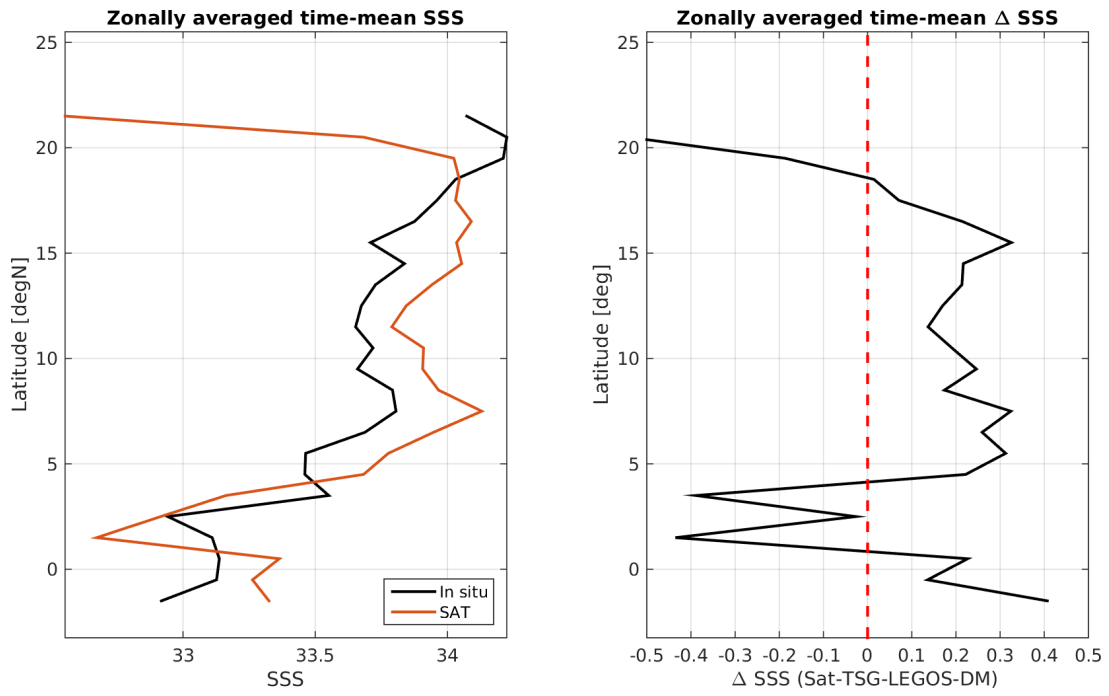 Zonally averaged time-mean SSS
25
20
15
10
5
0
Latitude [degN]
33
33.5
34
SSS
In situ
SAT
Zonally averaged time-mean Δ SSS
25
20
15
10
5
0
Latitude [deg]
-0.5 -0.4 -0.3 -0.2 -0.1 0 0.1 0.2 0.3 0.4 0.5
Δ SSS (Sat-TSG-LEGOS-DM)